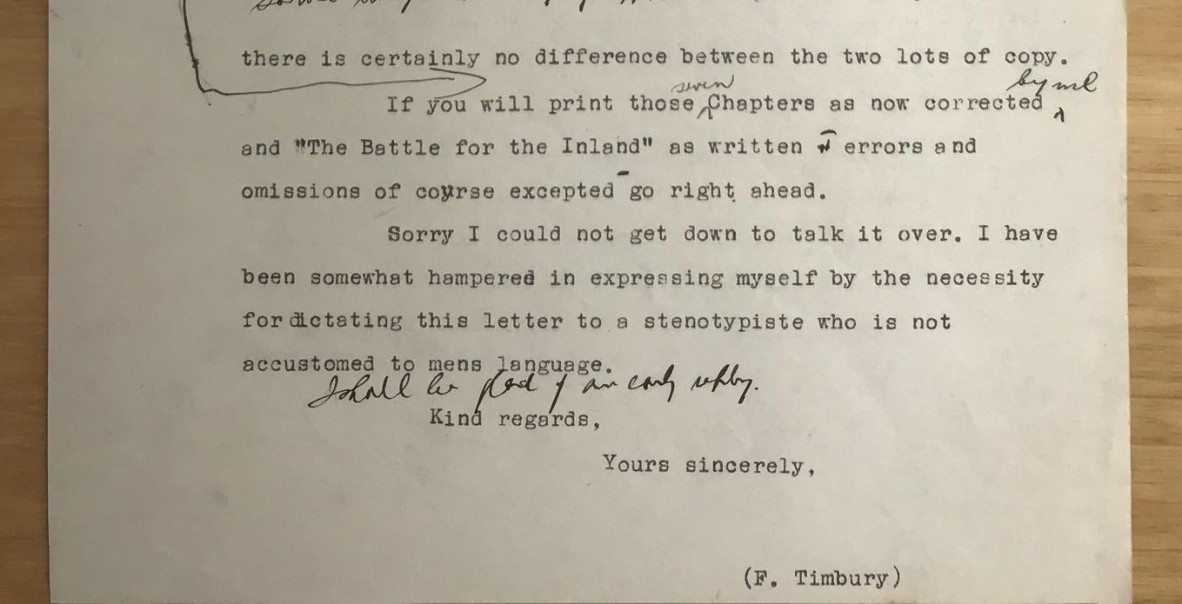 there is certainly no difference between the two lots of copy.
seven by me
If you will print those Chapters as now corrected
and "The Battle for the Inland" as written - errors and
omissions of course excepted - go right ahead.
Sorry I could not get down to talk it over. I have
been somewhat hampered in expressing myself by the necessity
for dictating this letter to a stenotypiste who is not
accustomed to mens language.
I shall be glad of an early reply.
Kind regards,
Yours sincerely,
(F. Timbury)